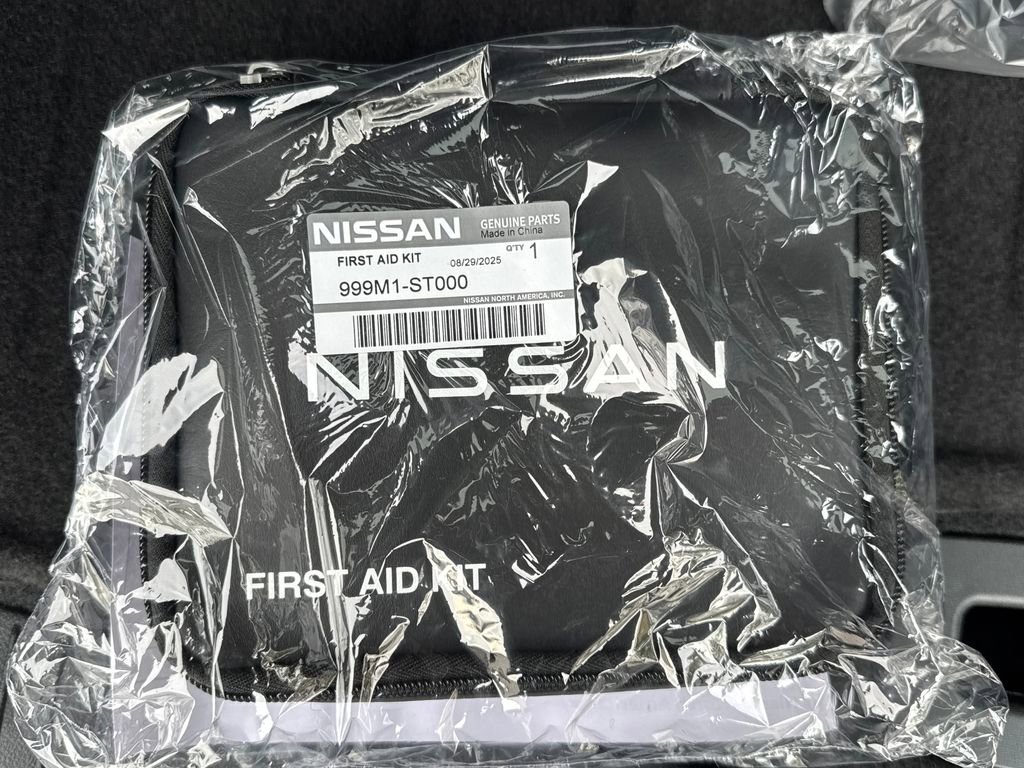 NISSAN GENUINE PARTS
Made in China
FIRST AID KIT 08/29/2025 QTY 1
999M1-ST000
NISSAN NORTH AMERICA, INC.
NISSAN
FIRST AID KIT